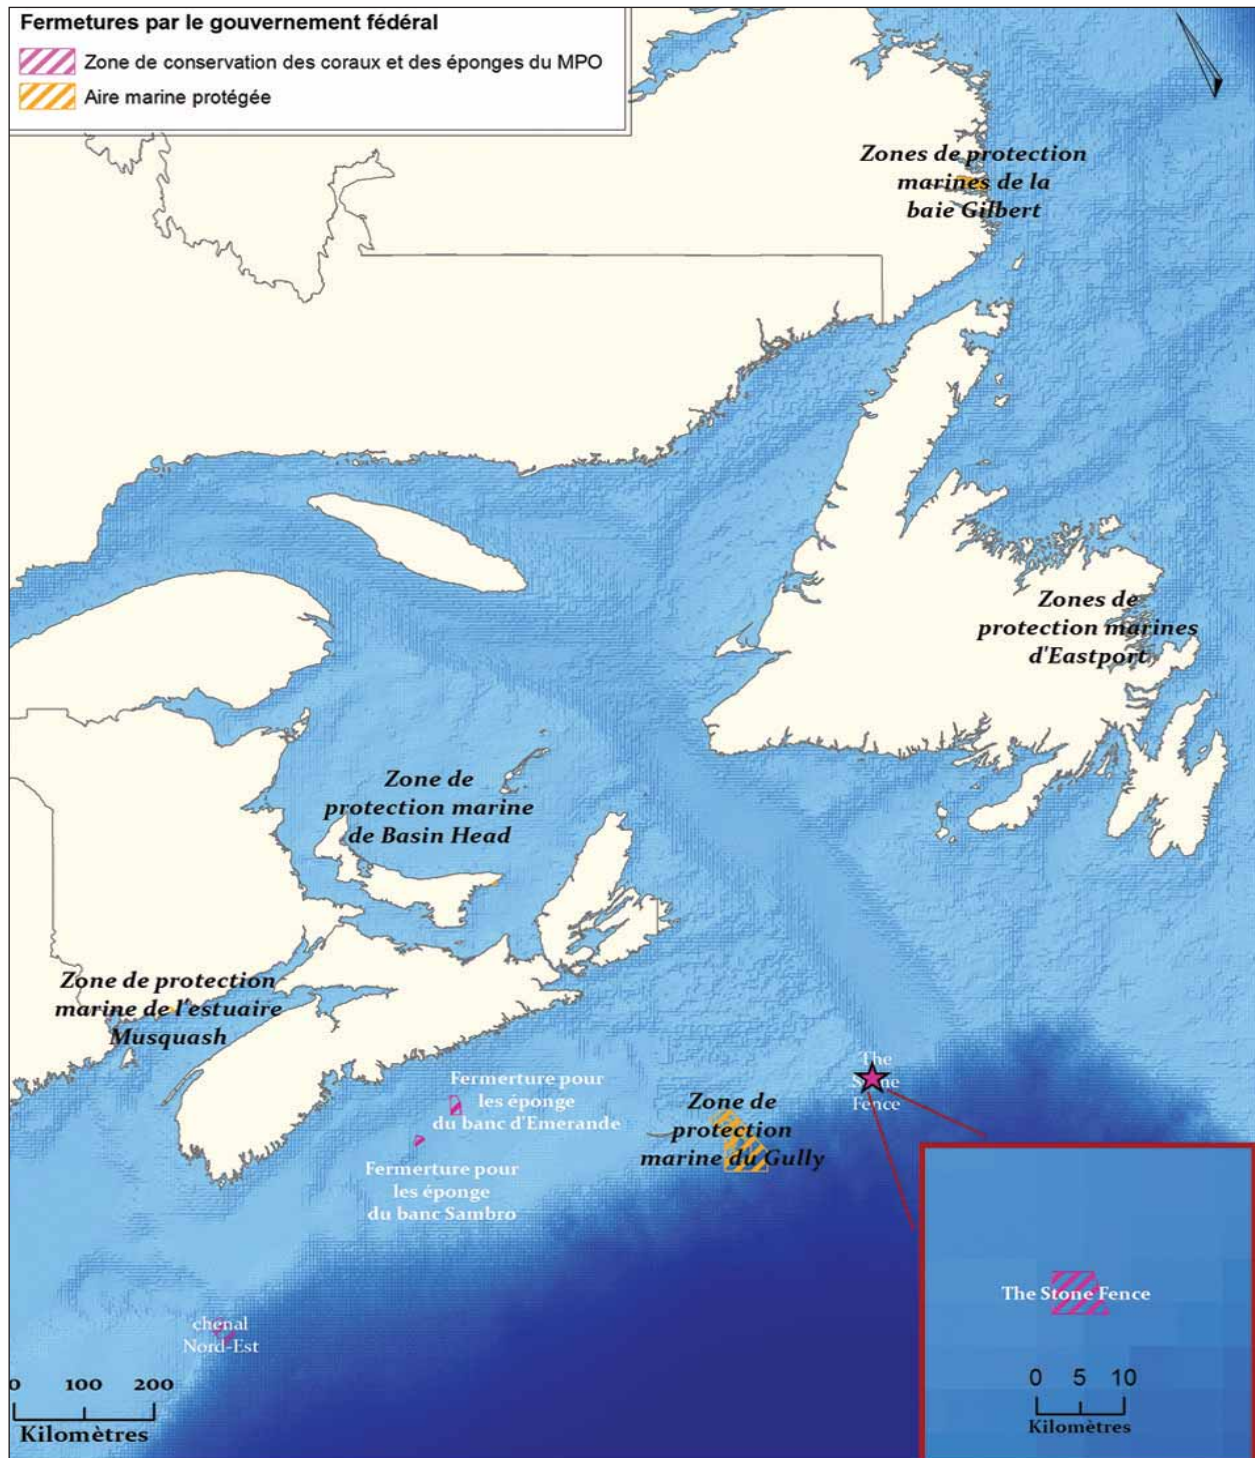 Fermetures par le gouvernement fédéral
Zone de conservation des coraux et des éponges du MPO
Aire marine protégée
Zones de protection
marines de la
baie Gilbert
Zones de
protection marines
d'Eastport
Zone de
protection marine
de Basin Head
Zone de protection
marine de l'estuaire
Musquash
The
Stone
Fence
Fermerture pour
les éponge
du banc d'Emerande
Zone de
protection
marine du Gully
Fermerture pour
les éponge
du banc Sambro
The Stone Fence
chenal
Nord-Est
0 5 10
Kilomètres
0 100 200
Kilomètres